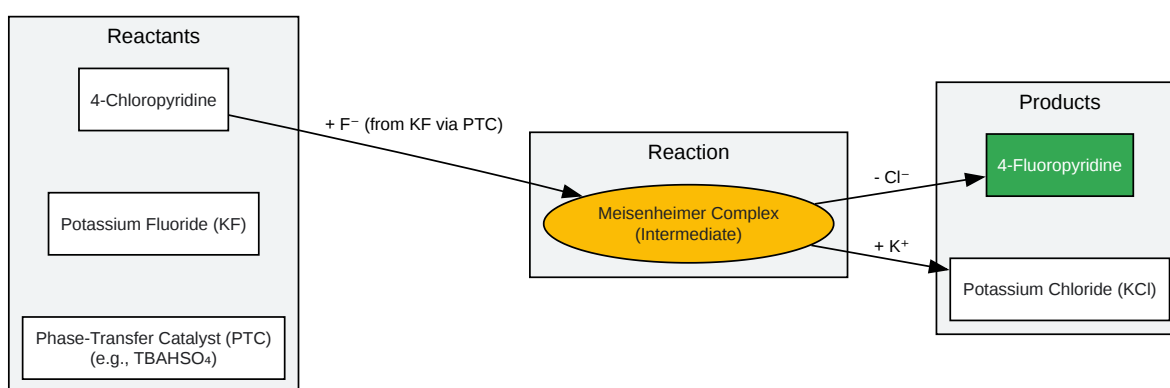 Reactants
4-Chloropyridine
Potassium Fluoride (KF)
Phase-Transfer Catalyst (PTC)
(e.g., TBAHSO₄)
+ F⁻ (from KF via PTC)
Reaction
Meisenheimer Complex
(Intermediate)
- Cl⁻
+ K⁺
Products
4-Fluoropyridine
Potassium Chloride (KCl)